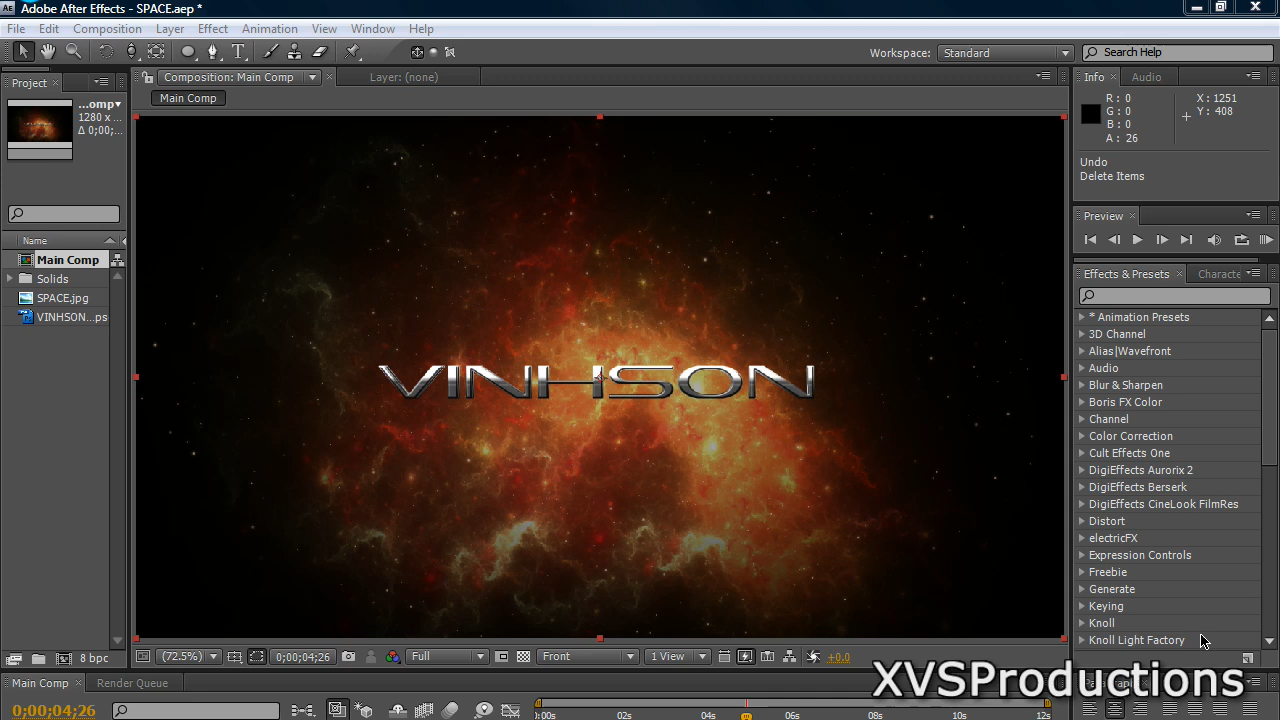 Adobe After Effects - SPACE.aep *
File Edit Composition Layer Effect Animation View Window Help
Workspace: Standard Search Help
Project Composition: Main Comp Layer: (none) Info Audio
Main Comp
...omp
1280 x ...
Δ 0;00;...
R: 0 X: 1251
G: 0 Y: 408
B: 0
A: 26
Undo
Delete Items
Preview
Name
Main Comp
Solids
SPACE.jpg
VINHSON...ps
Effects & Presets Characte
* Animation Presets
3D Channel
Alias|Wavefront
Audio
Blur & Sharpen
Boris FX Color
Channel
Color Correction
Cult Effects One
DigiEffects Aurorix 2
DigiEffects Berserk
DigiEffects CineLook FilmRes
Distort
electricFX
Expression Controls
Freebie
Generate
Keying
Knoll
Knoll Light Factory
VINHSON
8 bpc (72.5%) 0;00;04;26 Full Front 1 View +0.0
XVSProductions
Main Comp Render Queue
0;00;04;26 0:00s 02s 04s 06s 08s 10s 12s